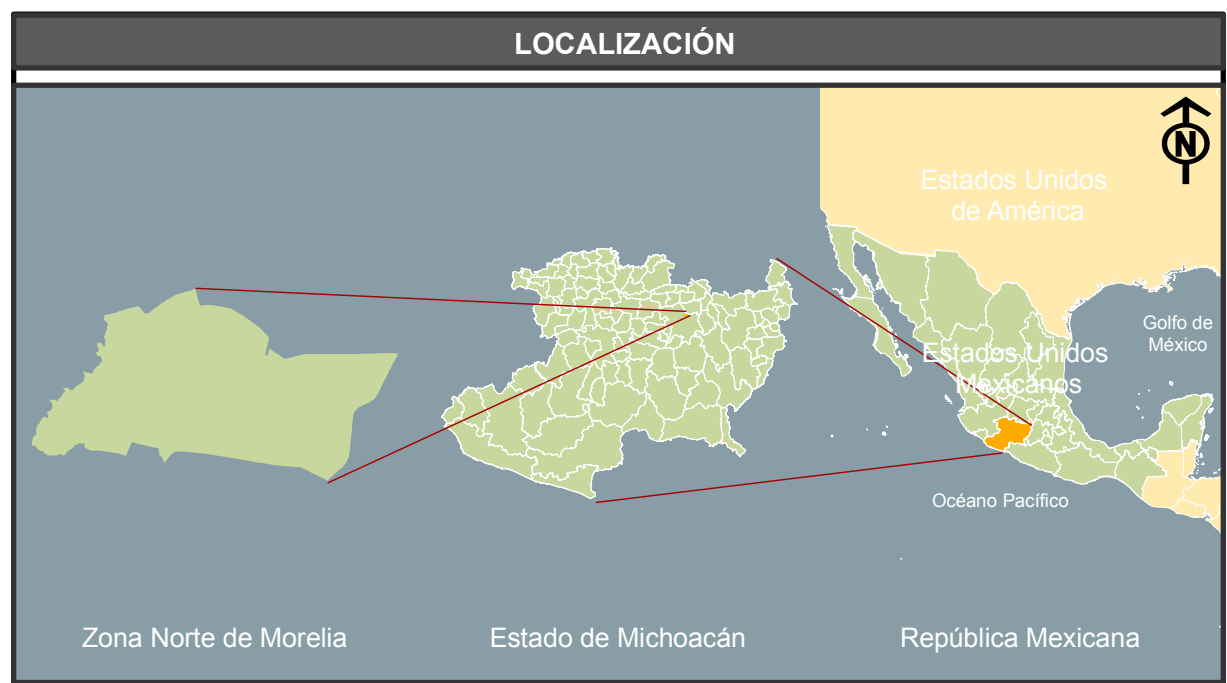 LOCALIZACIÓN
N
Estados Unidos
de América
Golfo de
México
Estados Unidos
Mexicanos
Océano Pacífico
Zona Norte de Morelia
Estado de Michoacán
República Mexicana